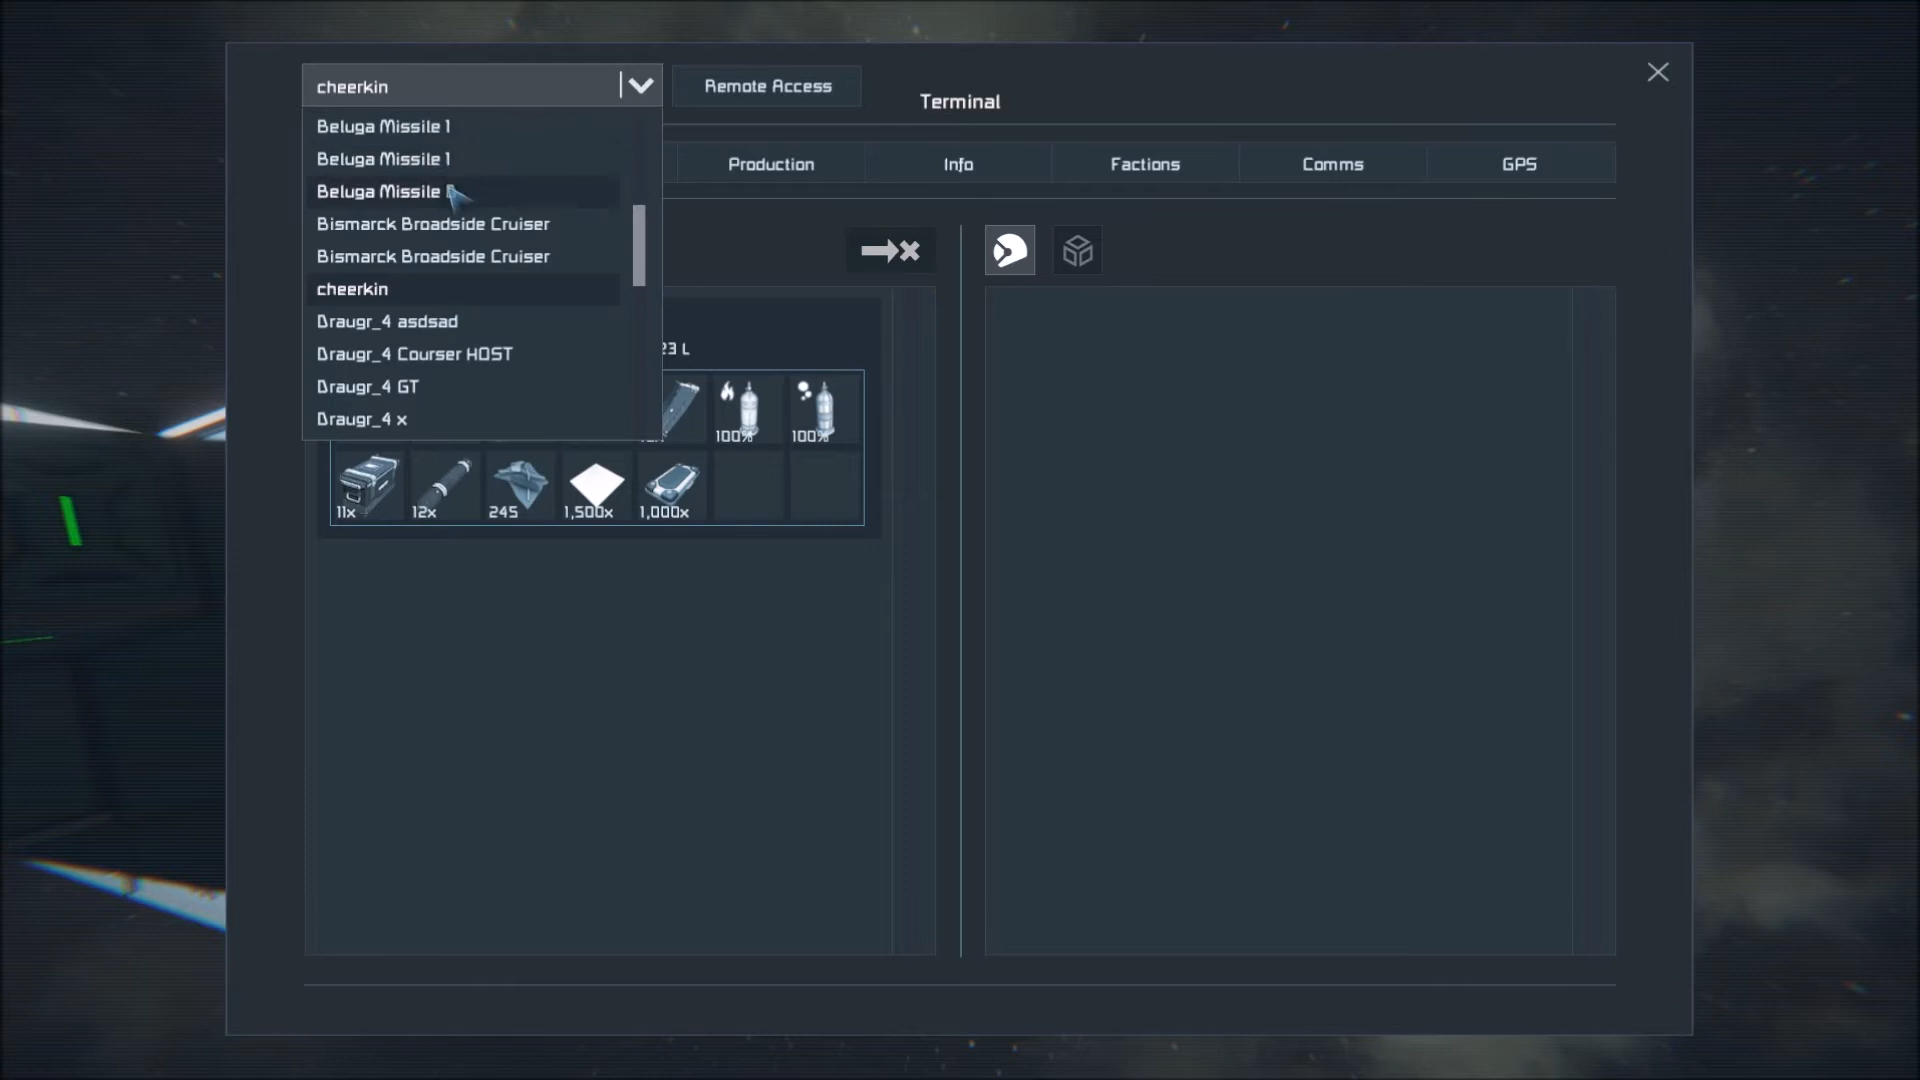 cheerkin
Remote Access
Terminal
Beluga Missile 1
Beluga Missile 1
Beluga Missile
Bismarck Broadside Cruiser
Bismarck Broadside Cruiser
cheerkin
Draugr_4 asdsad
Draugr_4 Courser HOST
Draugr_4 GT
Draugr_4 x
Production
Info
Factions
Comms
GPS
L
100%
100%
11x
12x
245
1,500x
1,000x